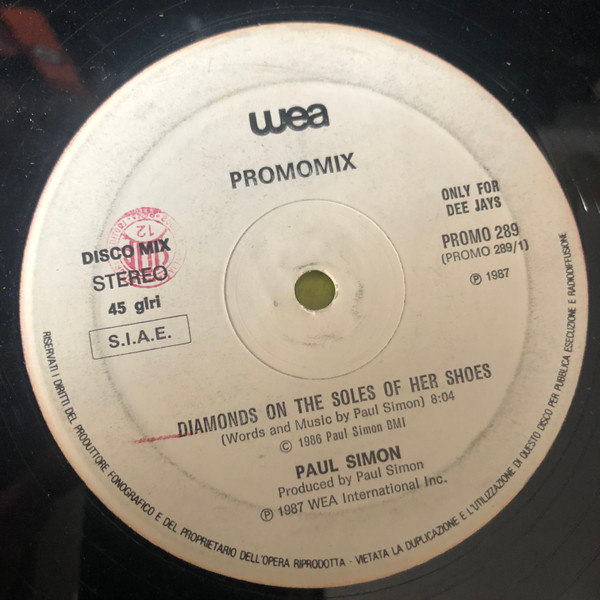 wea
PROMOMIX
ONLY FOR
DEE JAYS
PROMO 289
(PROMO 289/1)
Ⓟ 1987
DISCO MIX
STEREO
45 giri
S.I.A.E.
12
DIAMONDS ON THE SOLES OF HER SHOES
(Words and Music by Paul Simon) 8:04
© 1986 Paul Simon BMI
PAUL SIMON
Produced by Paul Simon
Ⓟ 1987 WEA International Inc.
RISERVATI I DIRITTI DEL PRODUTTORE FONOGRAFICO E DEL PROPRIETARIO DELL'OPERA RIPRODOTTA - VIETATA LA DUPLICAZIONE E L'UTILIZZAZIONE DI QUESTO DISCO PER PUBBLICA ESECUZIONE E RADIODIFFUSIONE